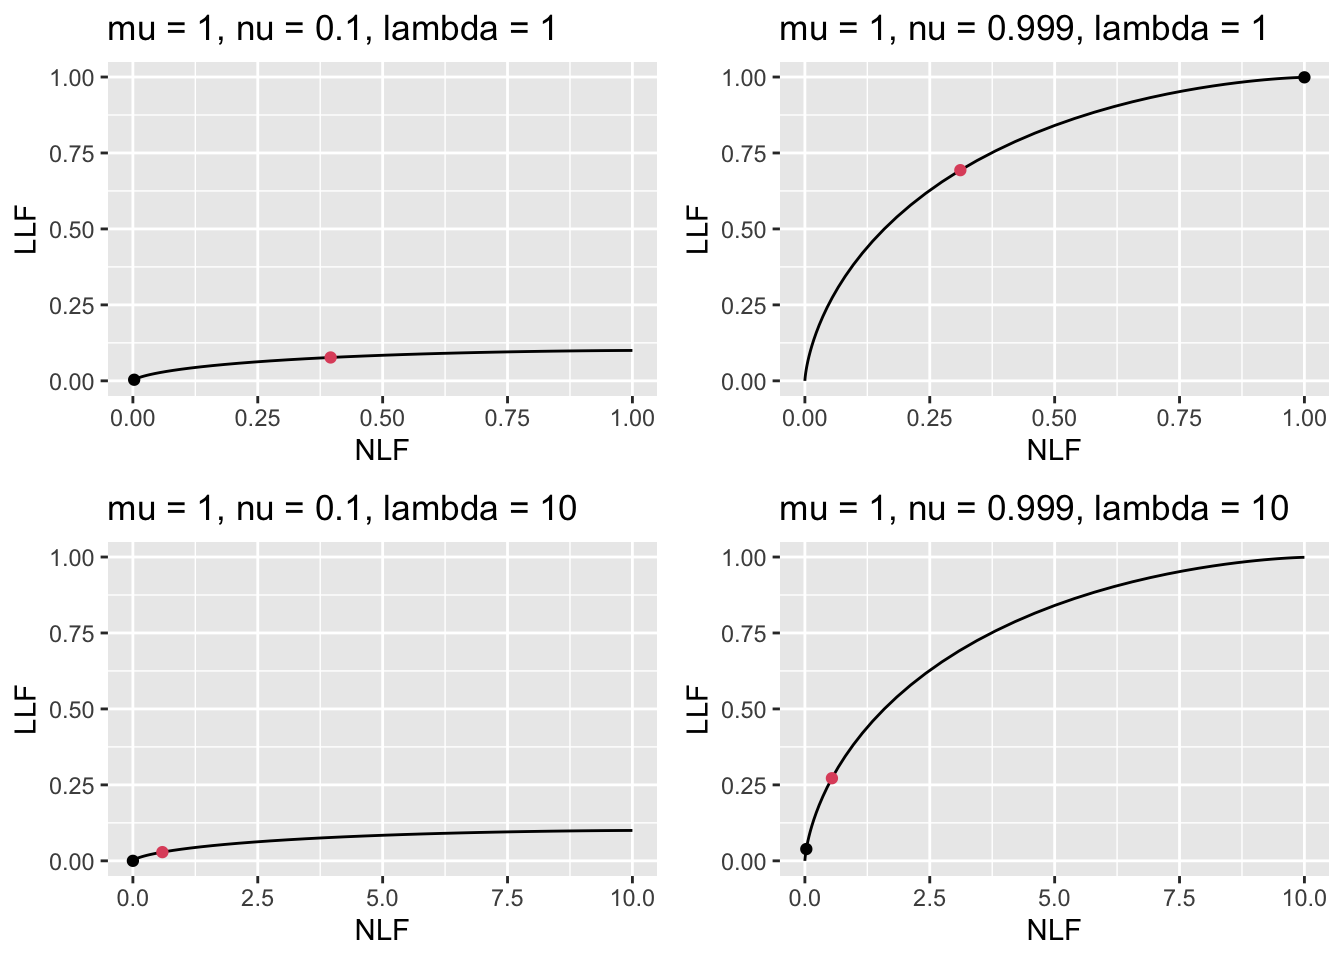 mu = 1, nu = 0.1, lambda = 1
1.00
0.75
0.50
0.25
0.00
LLF
0.00 0.25 0.50 0.75 1.00
NLF
mu = 1, nu = 0.999, lambda = 1
1.00
0.75
0.50
0.25
0.00
LLF
0.00 0.25 0.50 0.75 1.00
NLF
mu = 1, nu = 0.1, lambda = 10
1.00
0.75
0.50
0.25
0.00
LLF
0.0 2.5 5.0 7.5 10.0
NLF
mu = 1, nu = 0.999, lambda = 10
1.00
0.75
0.50
0.25
0.00
LLF
0.0 2.5 5.0 7.5 10.0
NLF